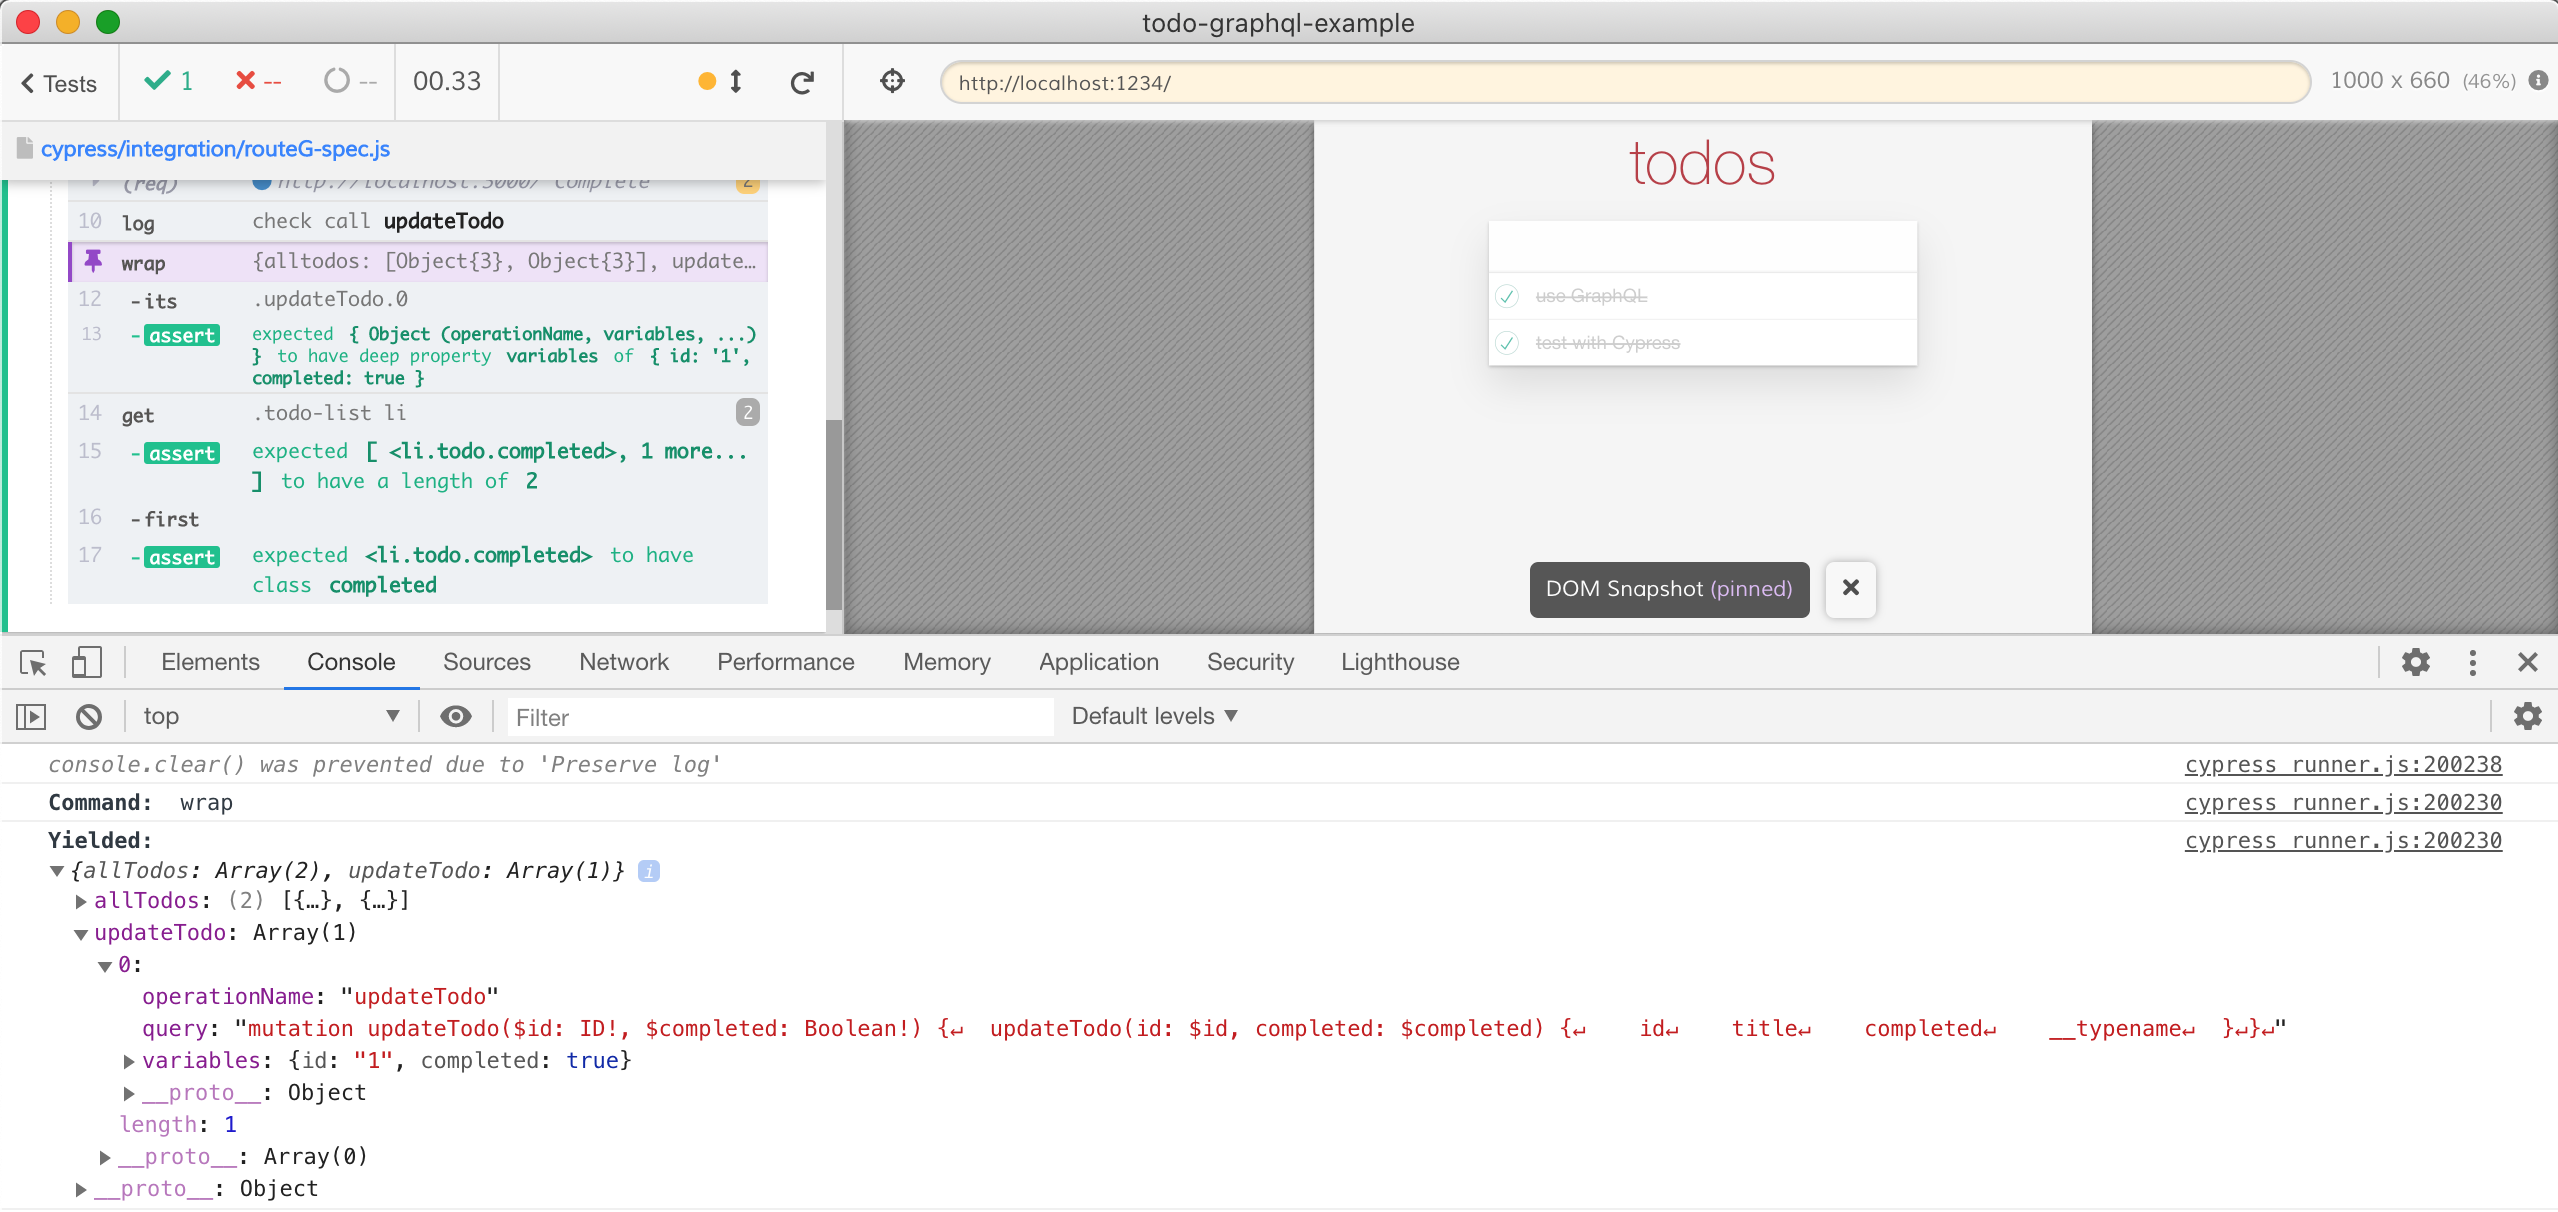 todo-graphql-example
Tests
1
--
--
00.33
http://localhost:1234/
1000 x 660 (46%)
cypress/integration/routeG-spec.js
(req) http://localhost:3000/ complete 2
10 log check call updateTodo
wrap {alltodos: [Object{3}, Object{3}], update…
12 -its .updateTodo.0
13 -assert expected { Object (operationName, variables, ...)
} to have deep property variables of { id: '1',
completed: true }
14 get .todo-list li 2
15 -assert expected [ <li.todo.completed>, 1 more...
] to have a length of 2
16 -first
17 -assert expected <li.todo.completed> to have
class completed
todos
use GraphQL
test with Cypress
DOM Snapshot (pinned)
Elements Console Sources Network Performance Memory Application Security Lighthouse
top Filter Default levels
console.clear() was prevented due to 'Preserve log' cypress runner.js:200238
Command: wrap cypress runner.js:200230
Yielded: cypress runner.js:200230
{allTodos: Array(2), updateTodo: Array(1)} i
allTodos: (2) [{…}, {…}]
updateTodo: Array(1)
0:
operationName: "updateTodo"
query: "mutation updateTodo($id: ID!, $completed: Boolean!) {↵  updateTodo(id: $id, completed: $completed) {↵    id↵    title↵    completed↵    __typename↵  }↵}↵"
variables: {id: "1", completed: true}
__proto__: Object
length: 1
__proto__: Array(0)
__proto__: Object